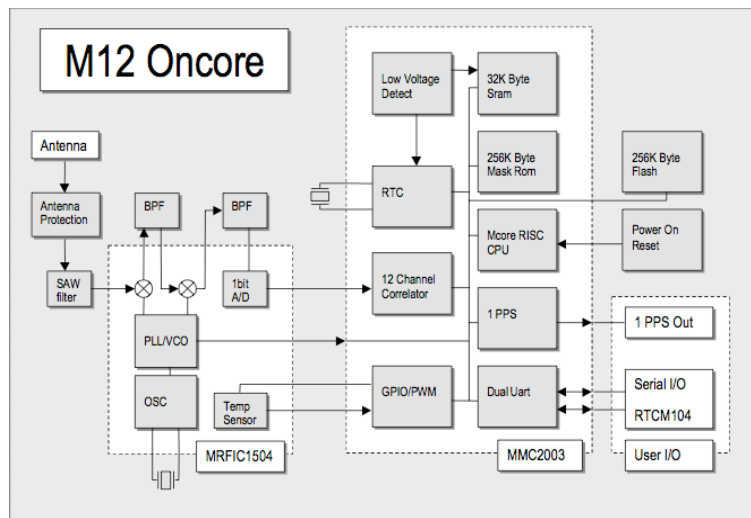 M12 Oncore
Low Voltage
Detect
32K Byte
Sram
Antenna
256K Byte
Mask Rom
256K Byte
Flash
Antenna
Protection
BPF
BPF
RTC
Mcore RISC
CPU
Power On
Reset
SAW
filter
1bit
A/D
12 Channel
Correlator
1 PPS
1 PPS Out
PLL/VCO
OSC
Temp
Sensor
GPIO/PWM
Dual Uart
Serial I/O
RTCM104
MRFIC1504
MMC2003
User I/O